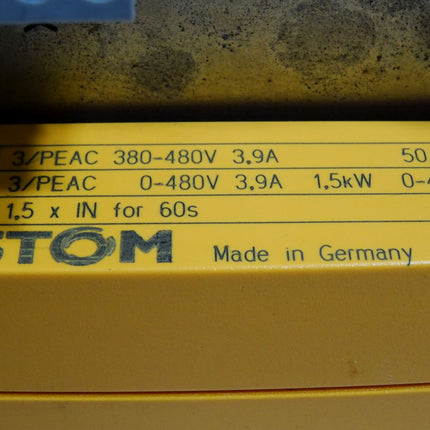 3/PEAC 380-480V 3,9A 50
3/PEAC 0-480V 3,9A 1,5kW 0-4
1,5 x IN for 60s
STOM Made in Germany